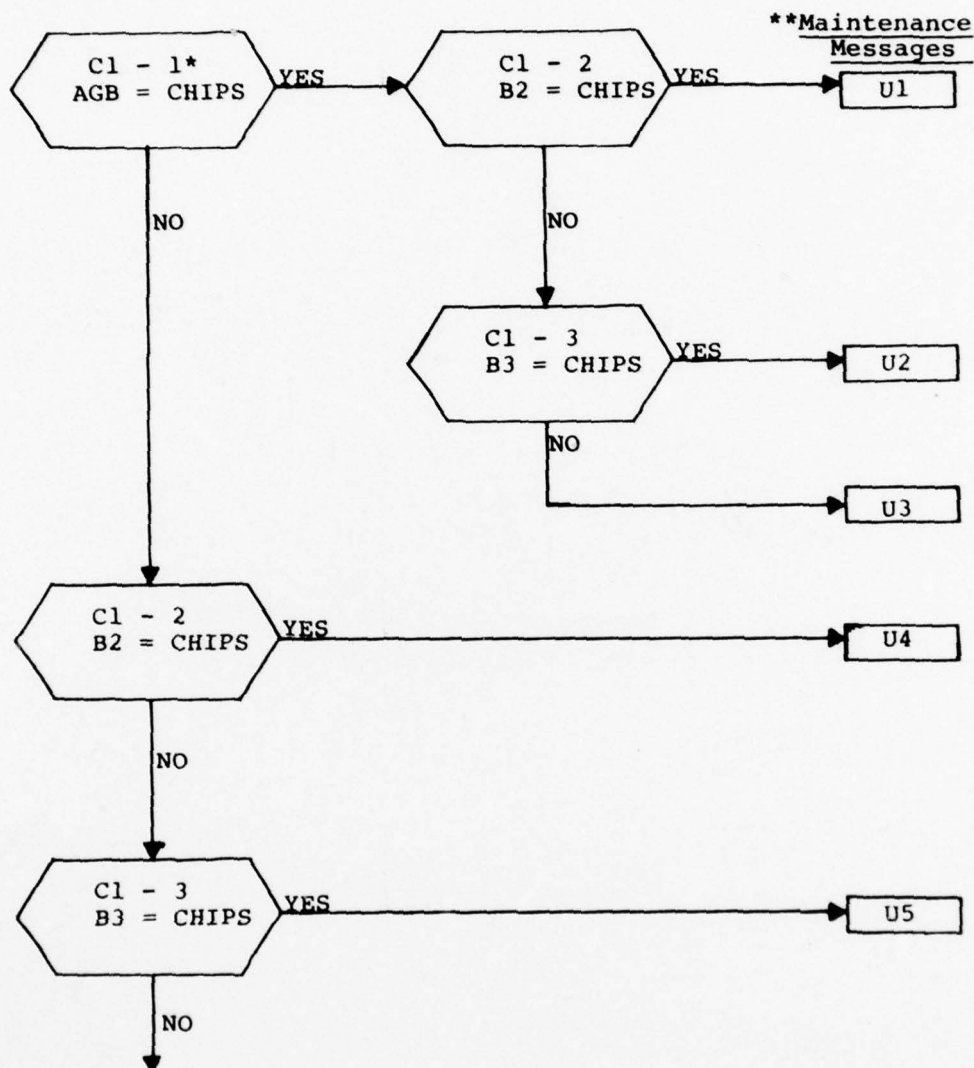 **Maintenance
Messages
C1 - 1*
AGB = CHIPS
YES
C1 - 2
B2 = CHIPS
YES
U1
NO
NO
C1 - 3
B3 = CHIPS
YES
U2
NO
U3
C1 - 2
B2 = CHIPS
YES
U4
NO
C1 - 3
B3 = CHIPS
YES
U5
NO